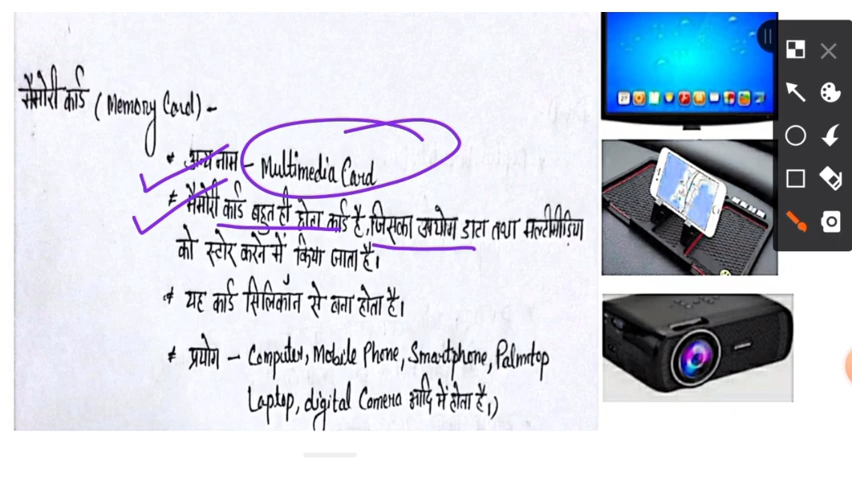 मैमोरी कार्ड (Memory Card) -
* अन्य नाम - Multimedia Card
* मैमोरी कार्ड बहुत ही छोटा कार्ड है, जिसका उपयोग डाटा तथा मल्टीमीडिया
को स्टोर करने में किया जाता है।
* यह कार्ड सिलिकॉन से बना होता है।
* प्रयोग - Computer, Mobile Phone, Smartphone, Palmtop
Laptop, digital Camera आदि में होता है।)